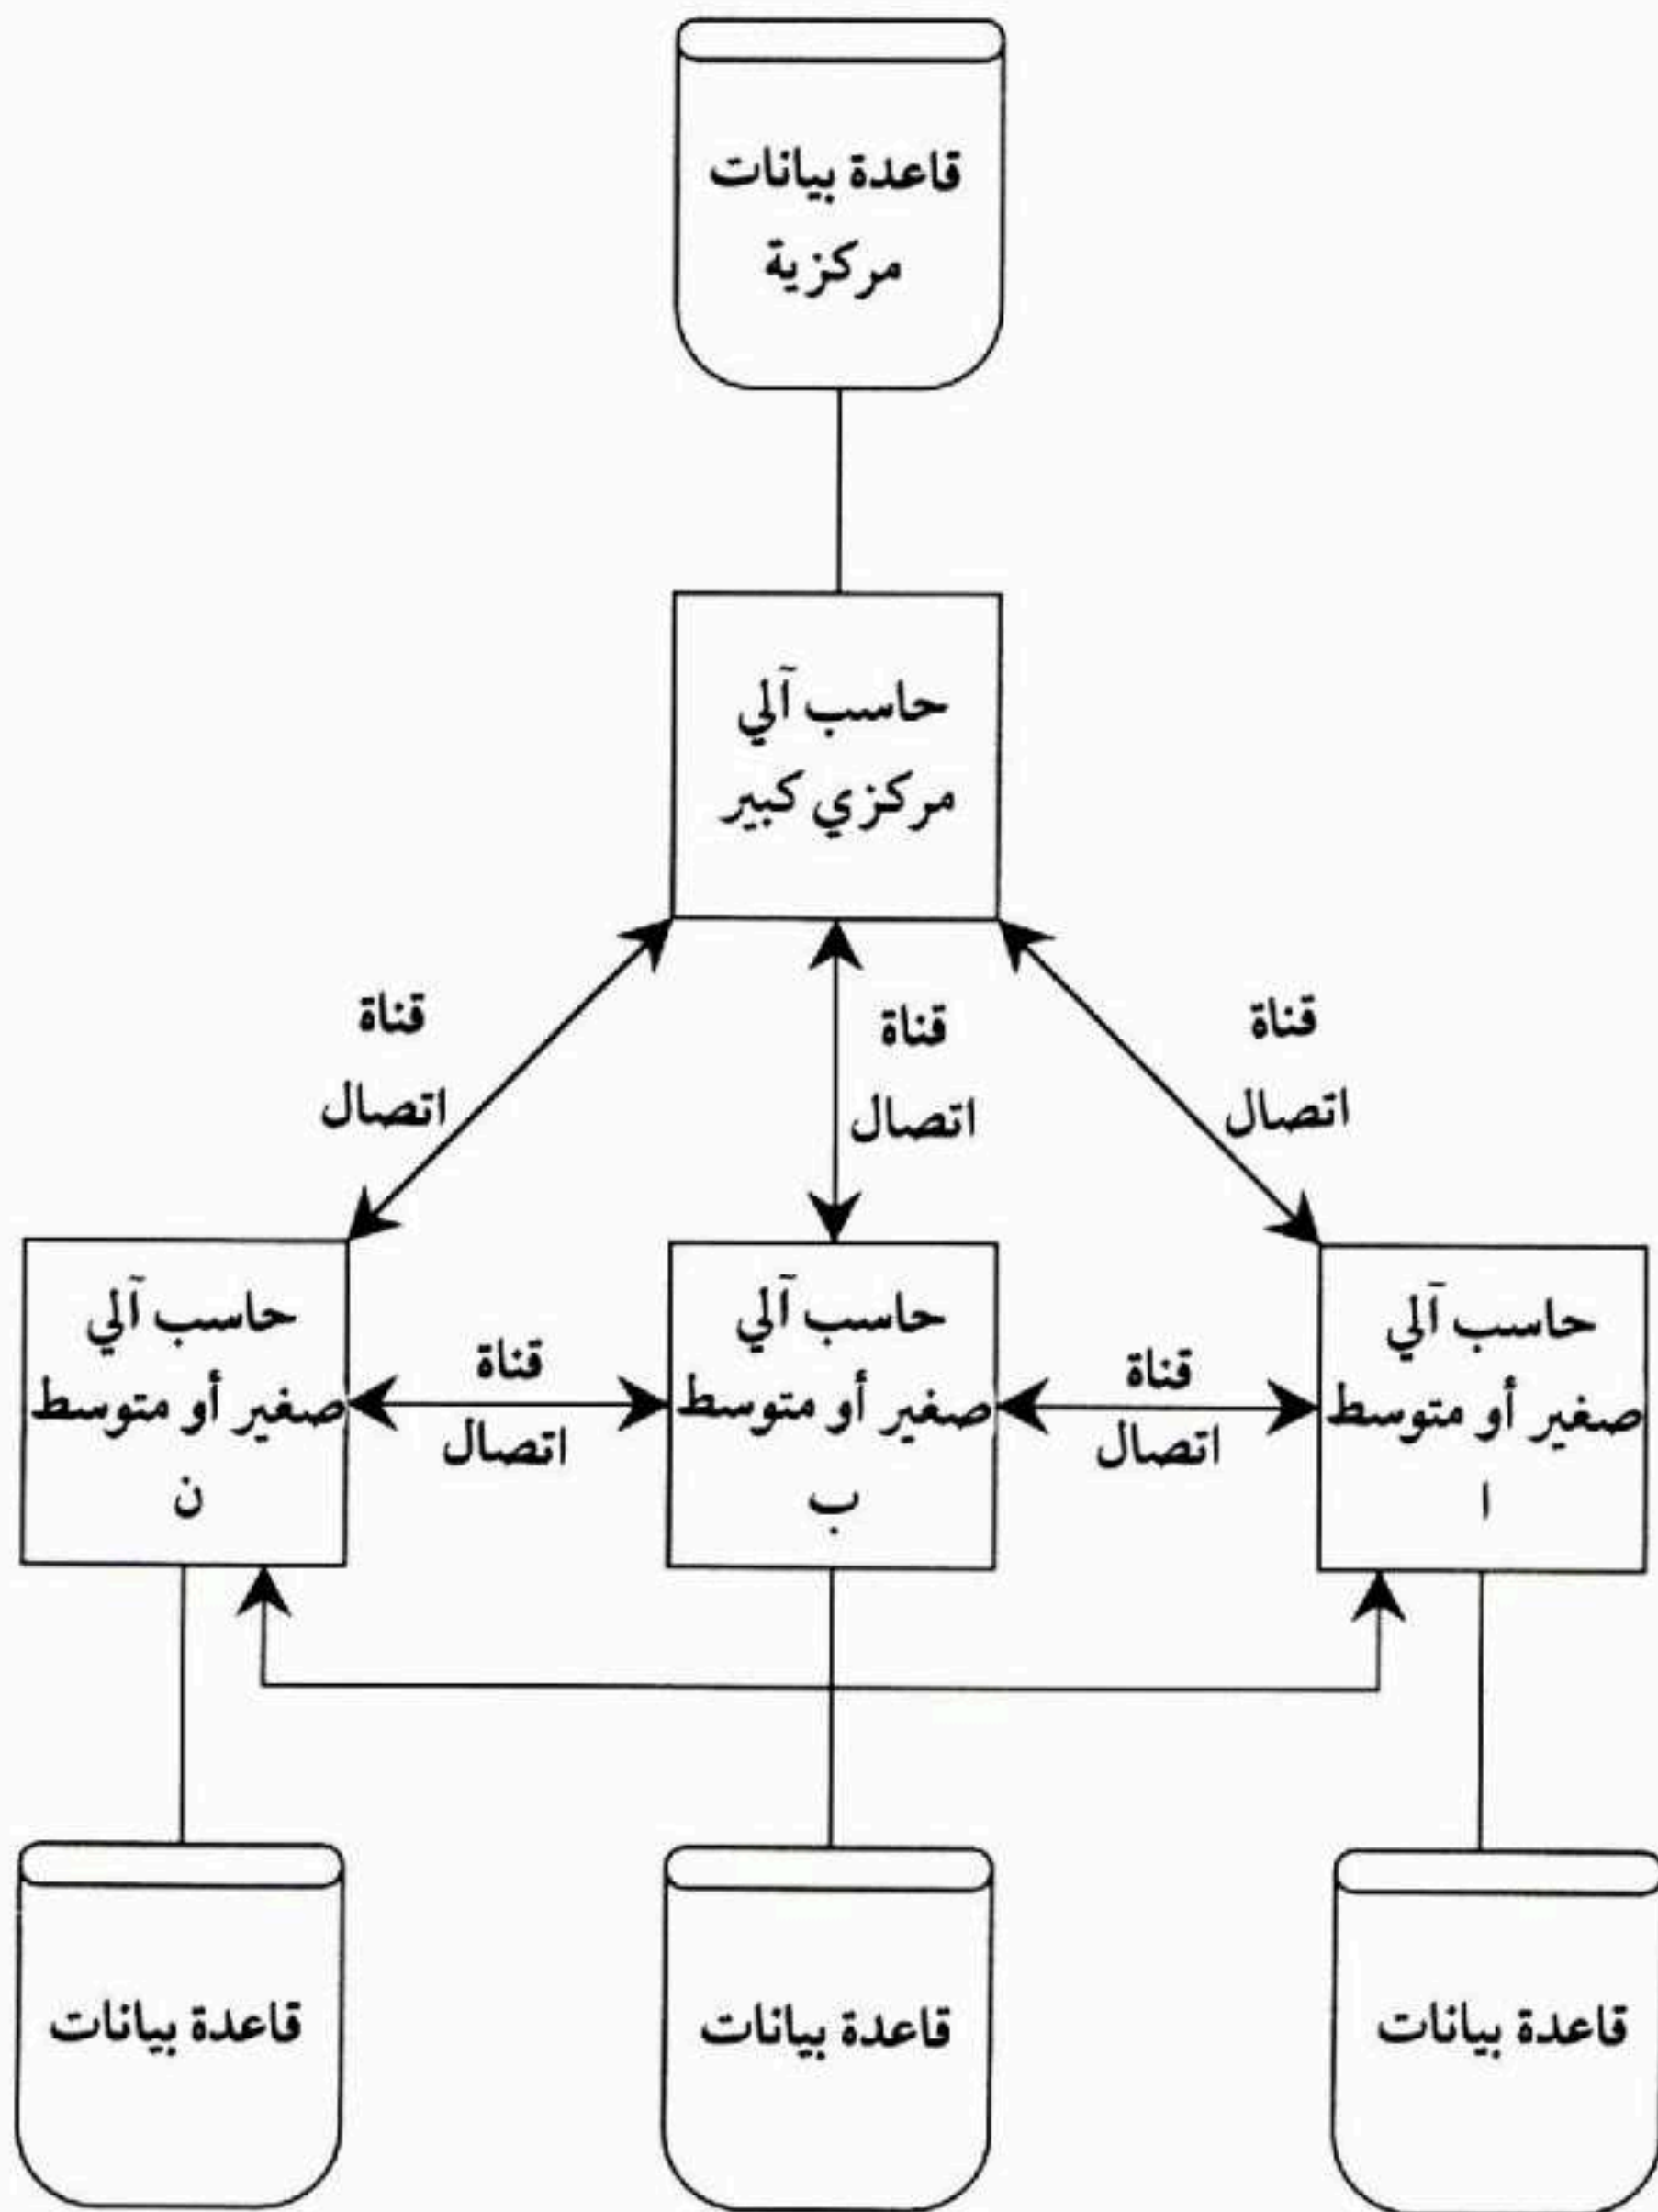 قاعدة بيانات
مركزية
حاسب آلي
مركزي كبير
قناة
اتصال
قناة
اتصال
قناة
اتصال
حاسب آلي
صغير أو متوسط
ا
قناة
اتصال
حاسب آلي
صغير أو متوسط
ب
قناة
اتصال
حاسب آلي
صغير أو متوسط
ن
قاعدة بيانات
قاعدة بيانات
قاعدة بيانات